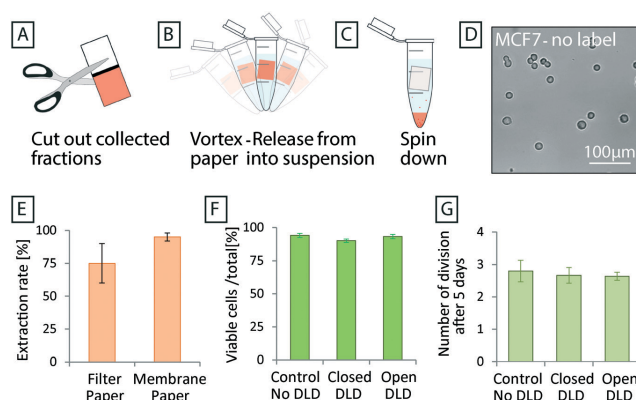 A
B
C
D
MCF7 - no label
100µm
Cut out collected
fractions
Vortex - Release from
paper into suspension
Spin
down
E
Extraction rate [%]
100
75
50
25
0
Filter
Paper
Membrane
Paper
F
Viable cells /total[%]
100
75
50
25
0
Control
No DLD
Closed
DLD
Open
DLD
G
Number of division
after 5 days
4
3
2
1
0
Control
No DLD
Closed
DLD
Open
DLD